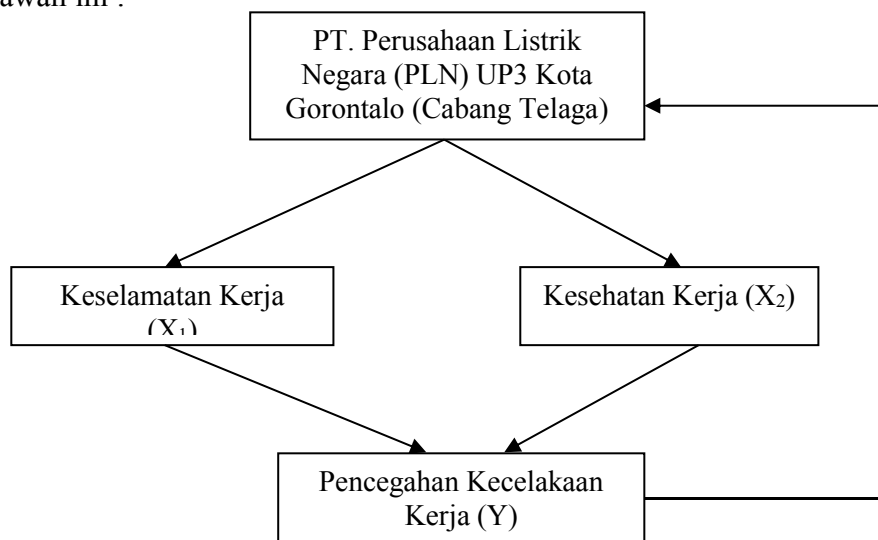 ini :
PT. Perusahaan Listrik
Negara (PLN) UP3 Kota
Gorontalo (Cabang Telaga)
Keselamatan Kerja
(X₁)
Kesehatan Kerja (X₂)
Pencegahan Kecelakaan
Kerja (Y)